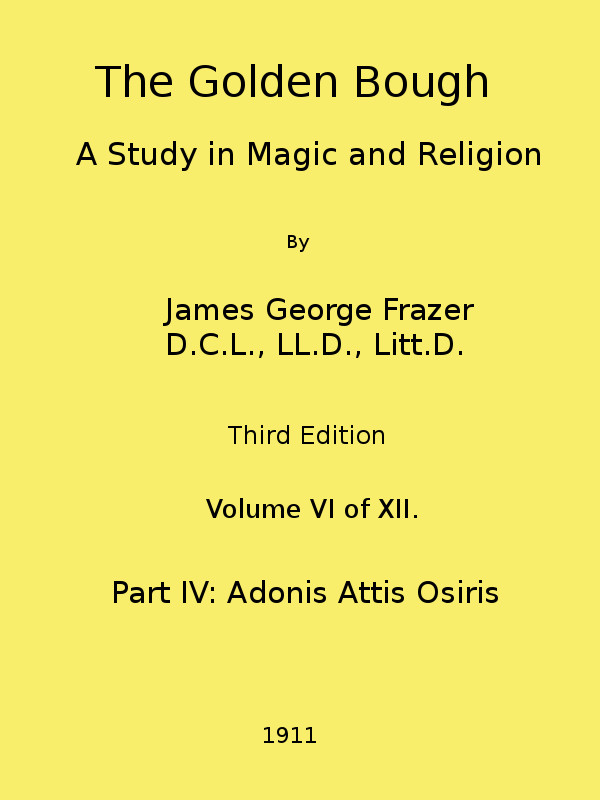 The Golden Bough
A Study in Magic and Religion
By
James George Frazer
D.C.L., LL.D., Litt.D.
Third Edition
Volume VI of XII.
Part IV: Adonis Attis Osiris
1911